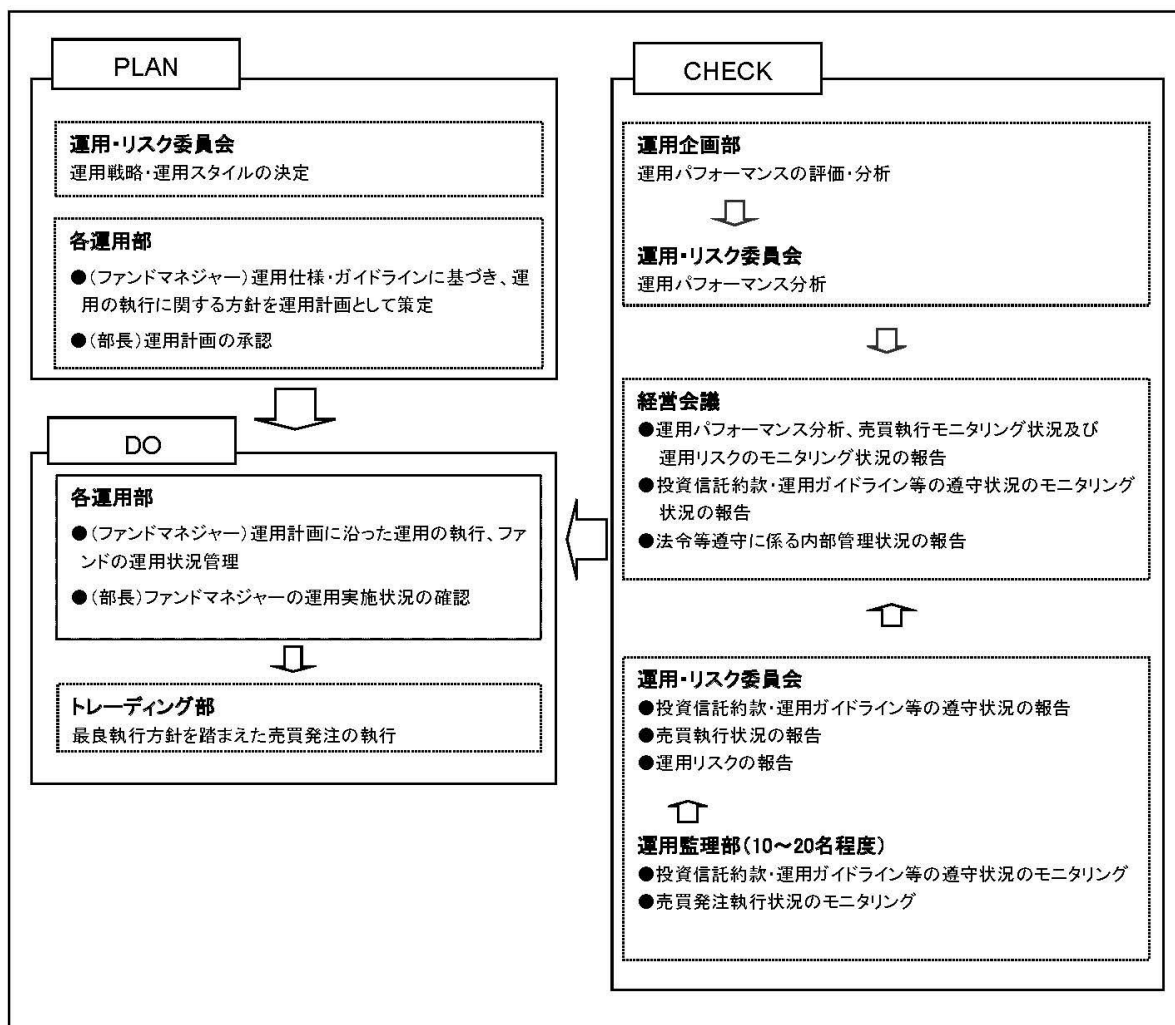 PLAN
運用・リスク委員会
運用戦略・運用スタイルの決定
各運用部
●(ファンドマネジャー)運用仕様・ガイドラインに基づき、運
用の執行に関する方針を運用計画として策定
●(部長)運用計画の承認
DO
各運用部
●(ファンドマネジャー)運用計画に沿った運用の執行、ファ
ンドの運用状況管理
●(部長)ファンドマネジャーの運用実施状況の確認
トレーディング部
最良執行方針を踏まえた売買発注の執行
CHECK
運用企画部
運用パフォーマンスの評価・分析
運用・リスク委員会
運用パフォーマンス分析
経営会議
●運用パフォーマンス分析、売買執行モニタリング状況及び
運用リスクのモニタリング状況の報告
●投資信託約款・運用ガイドライン等の遵守状況のモニタリング
状況の報告
●法令等遵守に係る内部管理状況の報告
運用・リスク委員会
●投資信託約款・運用ガイドライン等の遵守状況の報告
●売買執行状況の報告
●運用リスクの報告
運用監理部(10～20名程度)
●投資信託約款・運用ガイドライン等の遵守状況のモニタリング
●売買発注執行状況のモニタリング